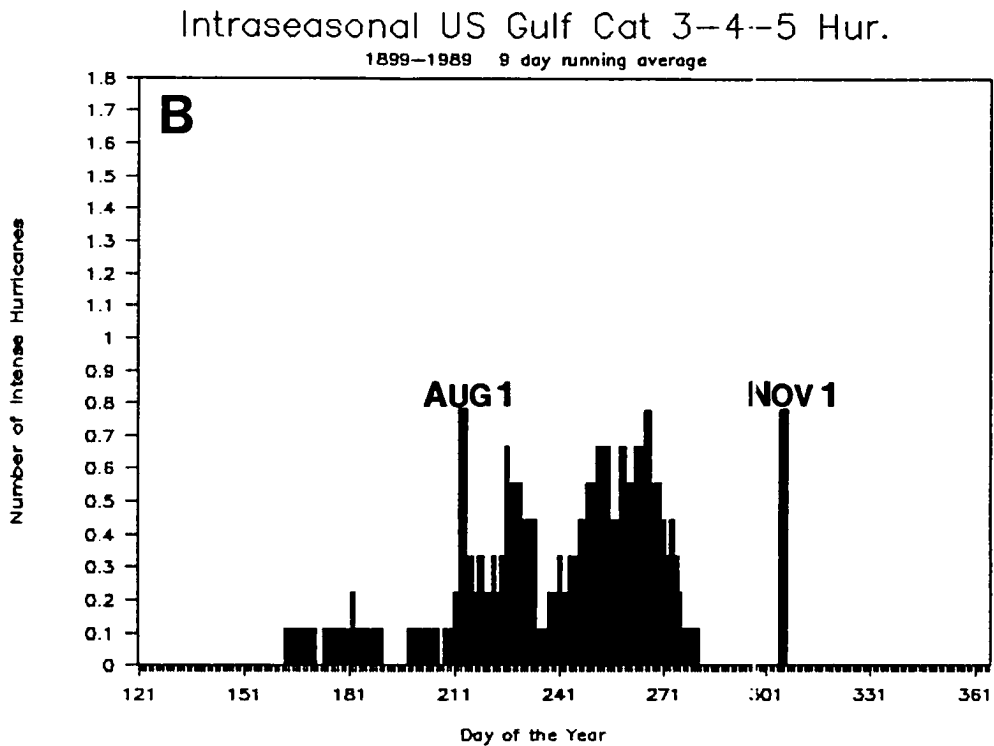 Intraseasonal US Gulf Cat 3-4-5 Hur.
1899-1989 9 day running average
B
1.8
1.7
1.6
1.5
1.4
1.3
1.2
1.1
1
0.9
0.8
0.7
0.6
0.5
0.4
0.3
0.2
0.1
0
Number of Intense Hurricanes
AUG 1
NOV 1
121 151 181 211 241 271 301 331 361
Day of the Year